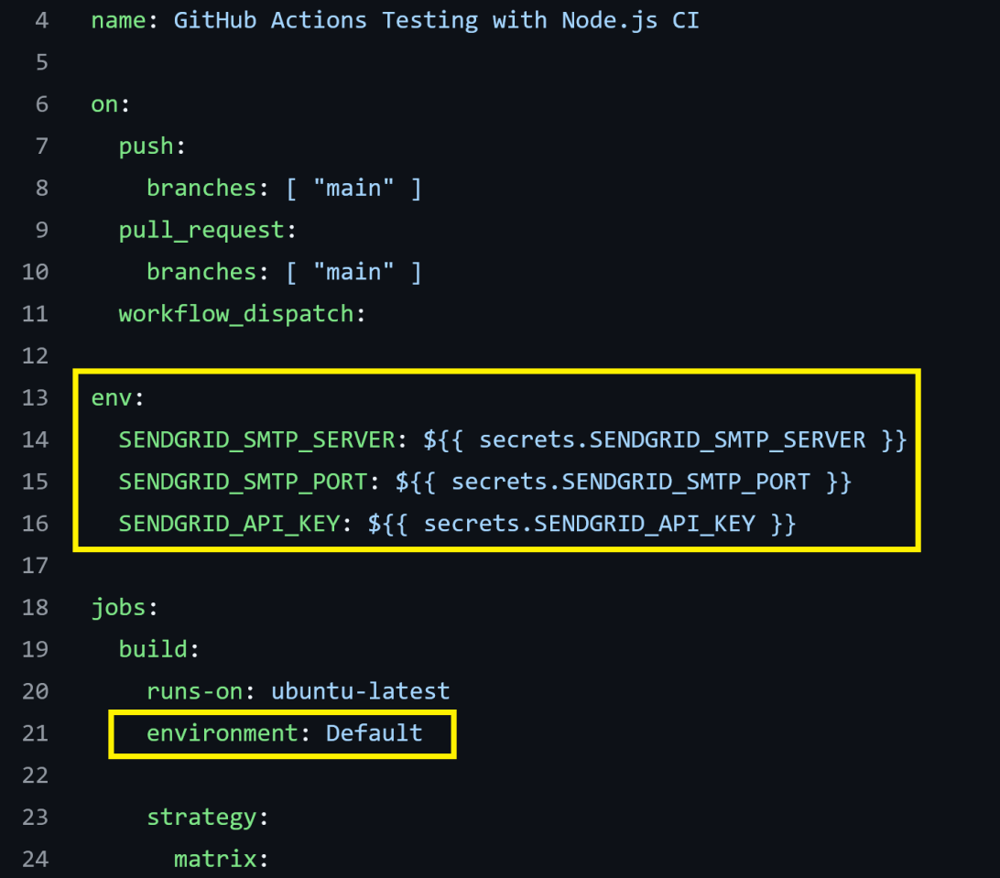 4 name: GitHub Actions Testing with Node.js CI
5
6 on:
7   push:
8     branches: [ "main" ]
9   pull_request:
10     branches: [ "main" ]
11   workflow_dispatch:
12
13 env:
14   SENDGRID_SMTP_SERVER: ${{ secrets.SENDGRID_SMTP_SERVER }}
15   SENDGRID_SMTP_PORT: ${{ secrets.SENDGRID_SMTP_PORT }}
16   SENDGRID_API_KEY: ${{ secrets.SENDGRID_API_KEY }}
17
18 jobs:
19   build:
20     runs-on: ubuntu-latest
21     environment: Default
22
23     strategy:
24       matrix: